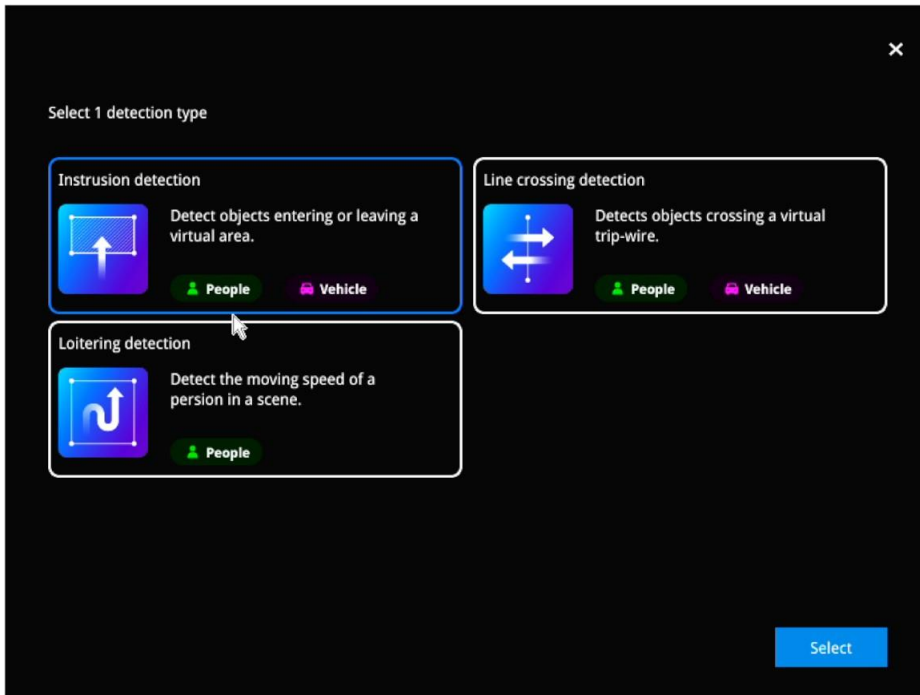 Select 1 detection type
Instrusion detection
Detect objects entering or leaving a
virtual area.
People
Vehicle
Line crossing detection
Detects objects crossing a virtual
trip-wire.
People
Vehicle
Loitering detection
Detect the moving speed of a
persion in a scene.
People
Select